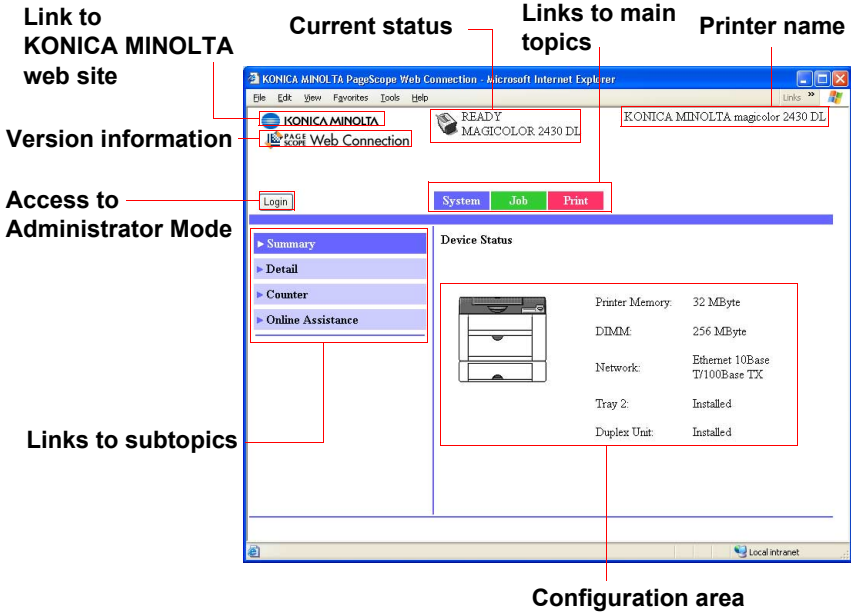 Link to
KONICA MINOLTA
web site
Current status
Links to main
topics
Printer name
Version information
Access to
Administrator Mode
Links to subtopics
Configuration area
KONICA MINOLTA PageScope Web Connection - Microsoft Internet Explorer
File Edit View Favorites Tools Help
Links »
KONICA MINOLTA
PAGE SCOPE Web Connection
READY
MAGICOLOR 2430 DL
KONICA MINOLTA magicolor 2430 DL
Login
System Job Print
Summary
Detail
Counter
Online Assistance
Device Status
Printer Memory: 32 MByte
DIMM: 256 MByte
Network: Ethernet 10Base
T/100Base TX
Tray 2: Installed
Duplex Unit: Installed
Local intranet